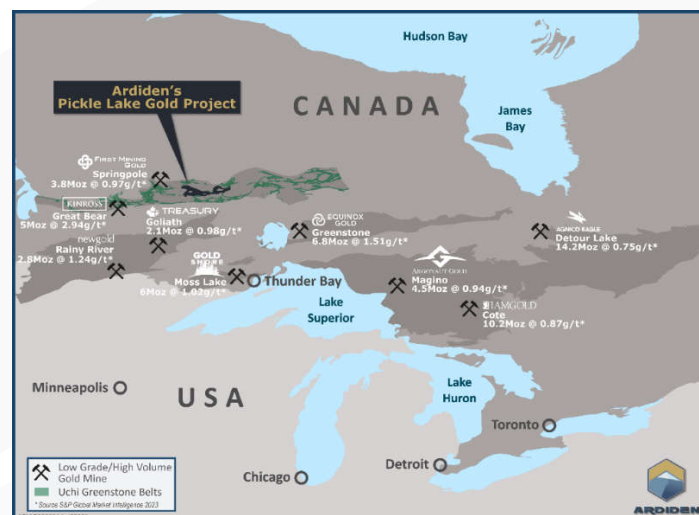 Hudson Bay
Ardiden's
Pickle Lake Gold Project
CANADA
James
Bay
FIRST MINING
GOLD
Springpole
3.8Moz @ 0.97g/t*
KINROSS
Great Bear
5Moz @ 2.94g/t*
TREASURY
Goliath
2.1Moz @ 0.98g/t*
EQUINOX
GOLD
Greenstone
6.8Moz @ 1.51g/t*
AGNICO EAGLE
Detour Lake
14.2Moz @ 0.75g/t*
newgold
Rainy River
2.8Moz @ 1.24g/t*
GOLD
SHORE
Moss Lake
6Moz @ 1.02g/t*
Thunder Bay
ARGONAUT GOLD
Magino
4.5Moz @ 0.94g/t*
IAMGOLD
Cote
10.2Moz @ 0.87g/t*
Lake
Superior
Minneapolis
USA
Lake
Huron
Toronto
Detroit
Chicago
Low Grade/High Volume
Gold Mine
Uchi Greenstone Belts
* Source S&P Global Market Intelligence 2023
ARDIDEN